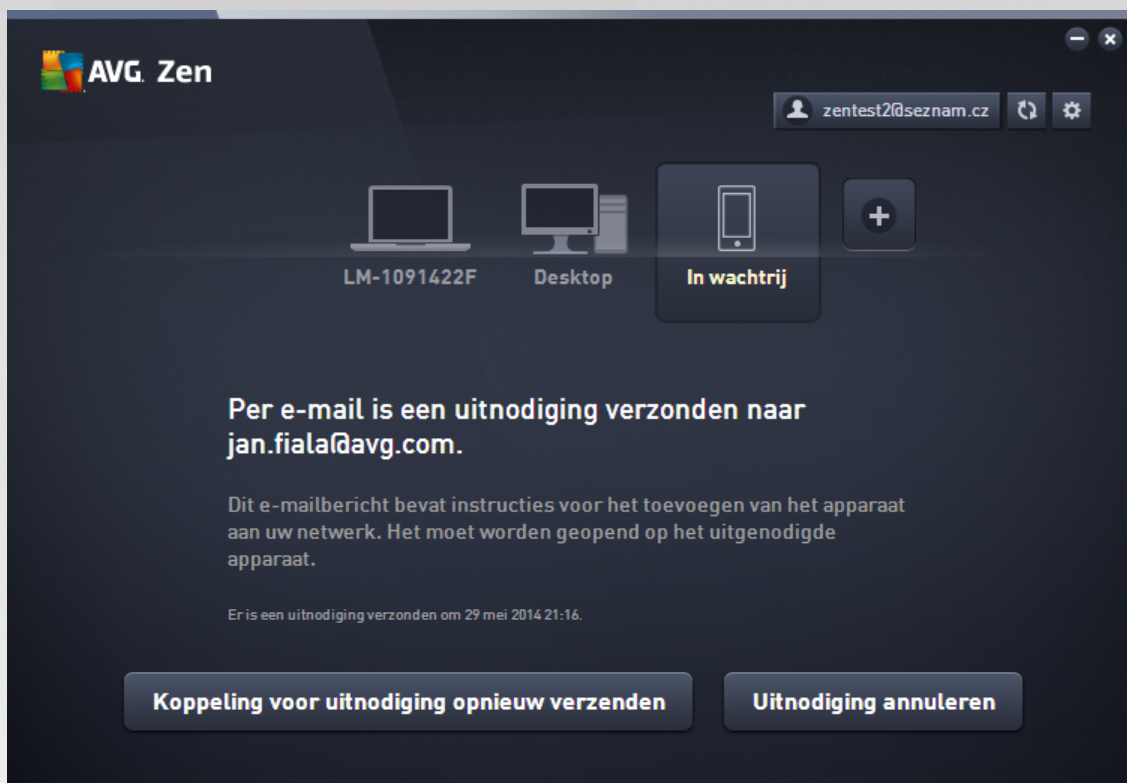 AVG. Zen
zentest2@seznam.cz
LM-1091422F
Desktop
In wachtrij
Per e-mail is een uitnodiging verzonden naar
jan.fiala@avg.com.
Dit e-mailbericht bevat instructies voor het toevoegen van het apparaat
aan uw netwerk. Het moet worden geopend op het uitgenodigde
apparaat.
Er is een uitnodiging verzonden om 29 mei 2014 21:16.
Koppeling voor uitnodiging opnieuw verzenden
Uitnodiging annuleren